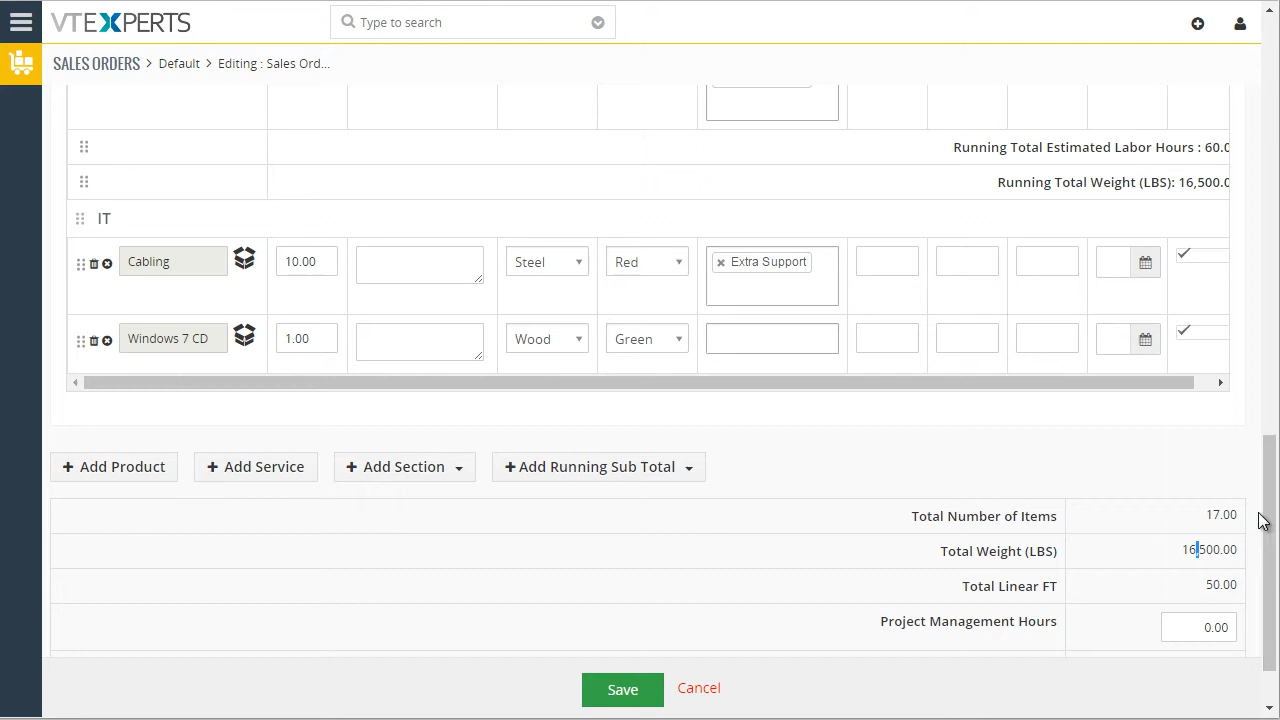 VTEXPERTS
Type to search
SALES ORDERS > Default > Editing : Sales Ord...
Running Total Estimated Labor Hours : 60.0
Running Total Weight (LBS): 16,500.0
IT
Cabling 10.00 Steel Red × Extra Support
Windows 7 CD 1.00 Wood Green
+ Add Product + Add Service + Add Section + Add Running Sub Total
Total Number of Items 17.00
Total Weight (LBS) 16,500.00
Total Linear FT 50.00
Project Management Hours 0.00
Save Cancel